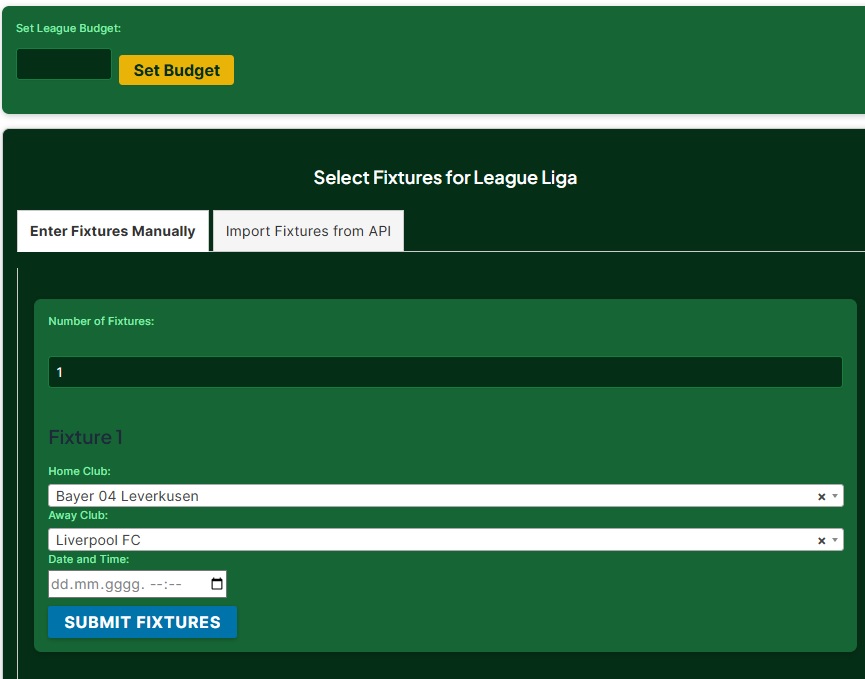 Set League Budget:
Set Budget
Select Fixtures for League Liga
Enter Fixtures Manually
Import Fixtures from API
Number of Fixtures:
1
Fixture 1
Home Club:
Bayer 04 Leverkusen
×
Away Club:
Liverpool FC
×
Date and Time:
dd.mm.gggg. --:--
SUBMIT FIXTURES